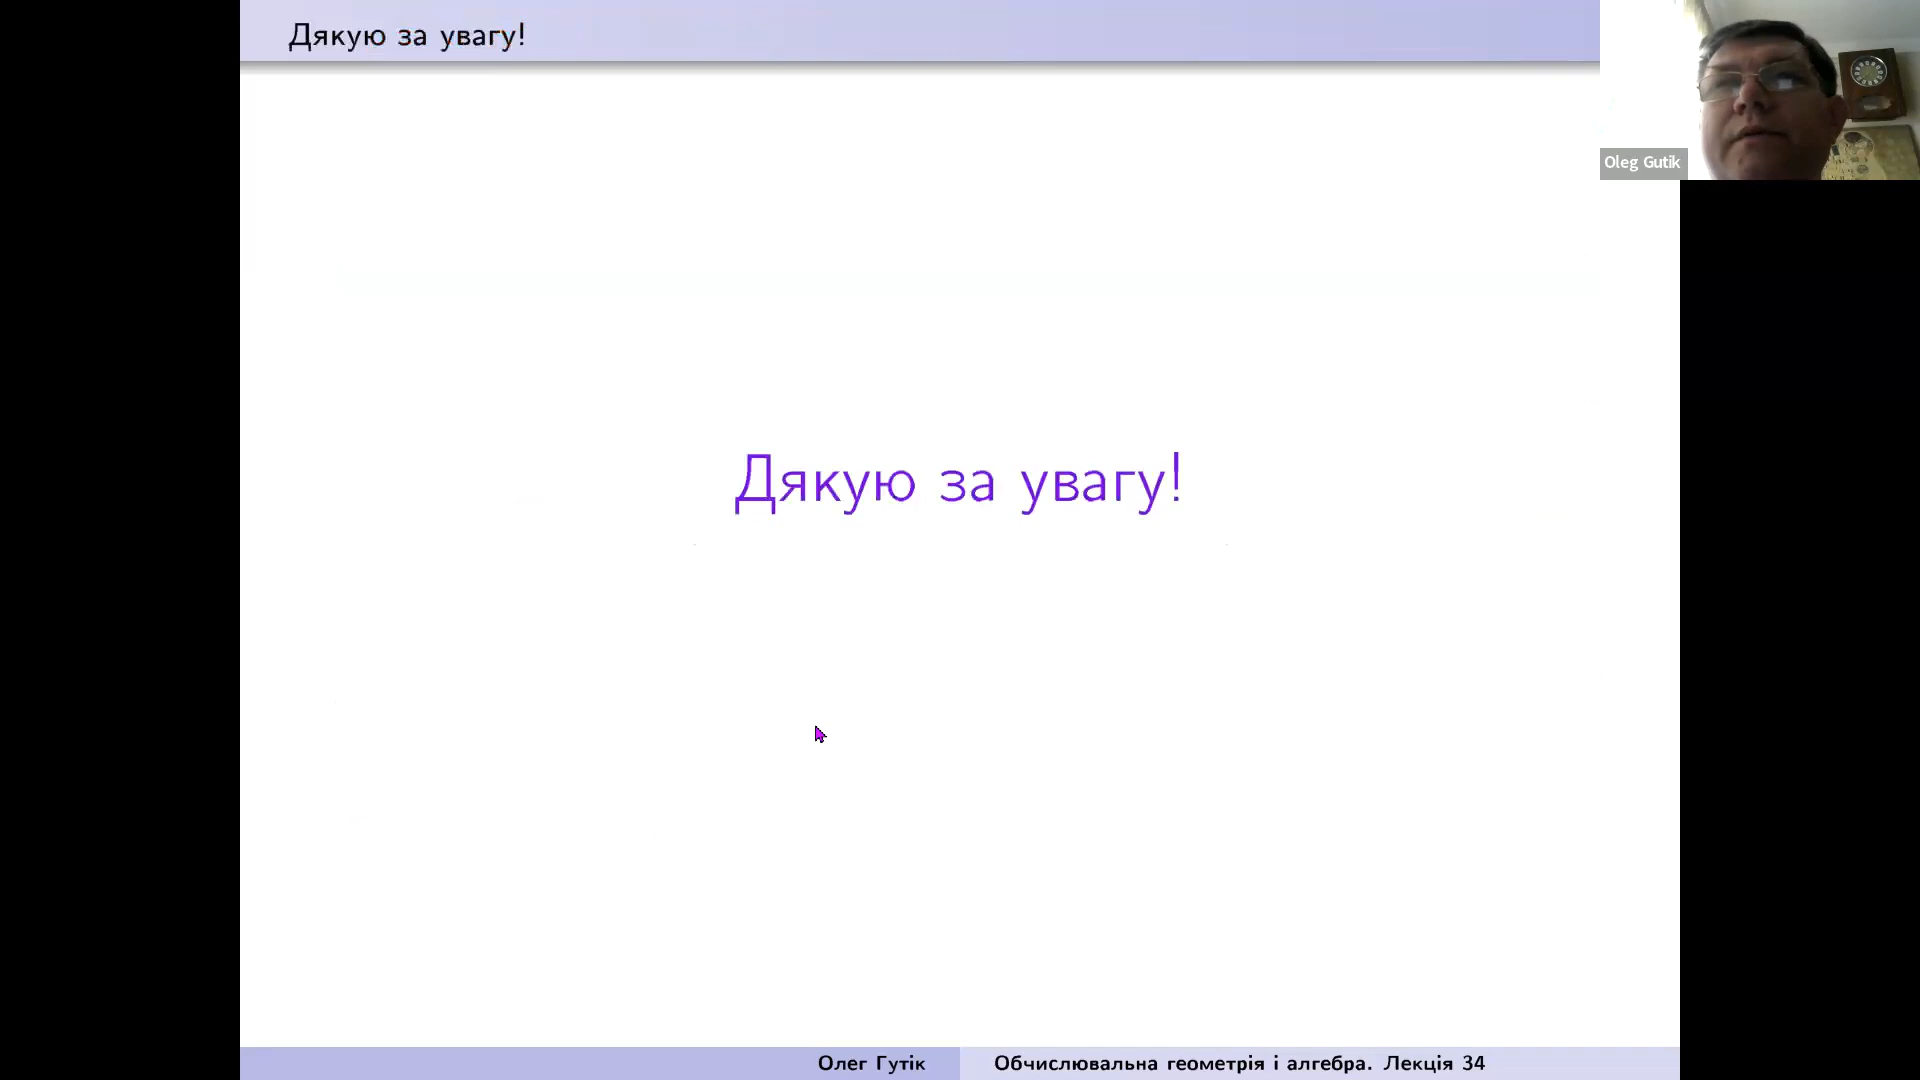 Дякую за увагу!
Oleg Gutik
Дякую за увагу!
Олег Гутік
Обчислювальна геометрія і алгебра. Лекція 34